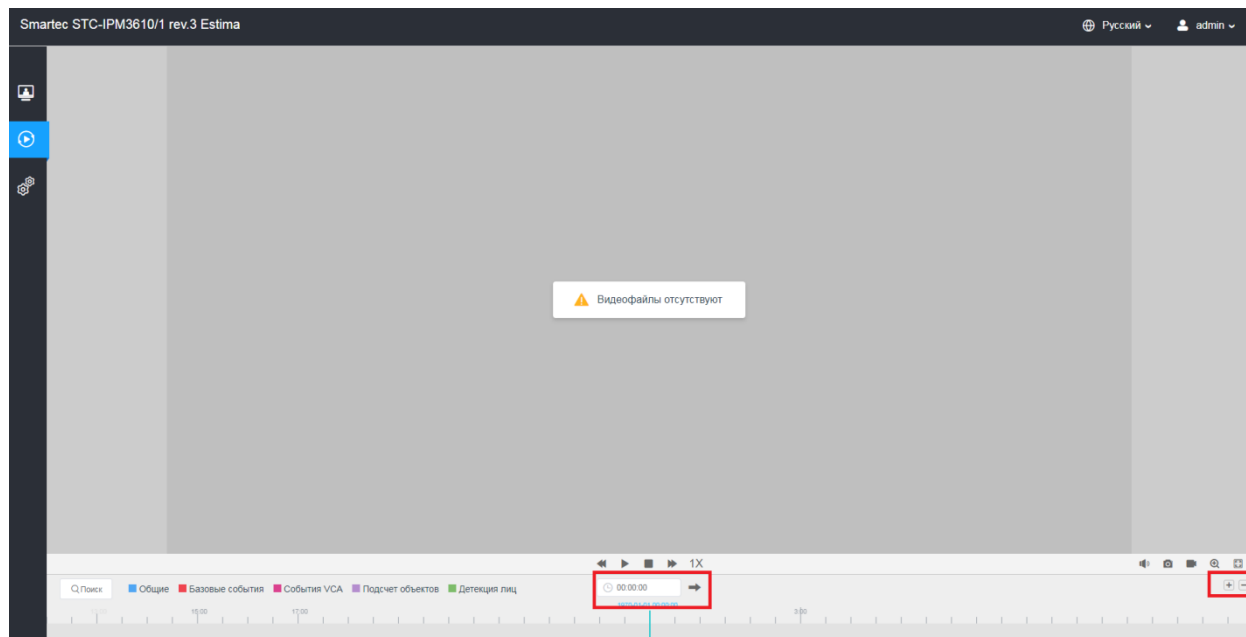 Smartec STC-IPM3610/1 rev.3 Estima
Русский
admin
Видеофайлы отсутствуют
1X
Поиск
Общие
Базовые события
События VCA
Подсчет объектов
Детекция лиц
00:00:00
15:00
17:00
3:00